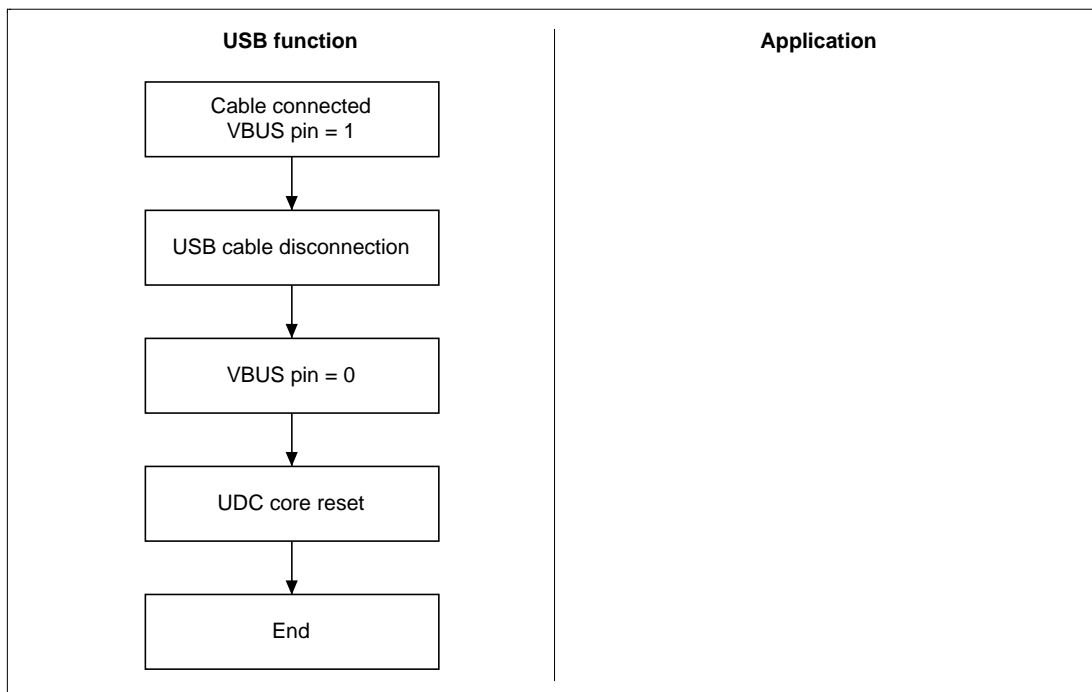 USB function
Application
Cable connected
VBUS pin = 1
USB cable disconnection
VBUS pin = 0
UDC core reset
End